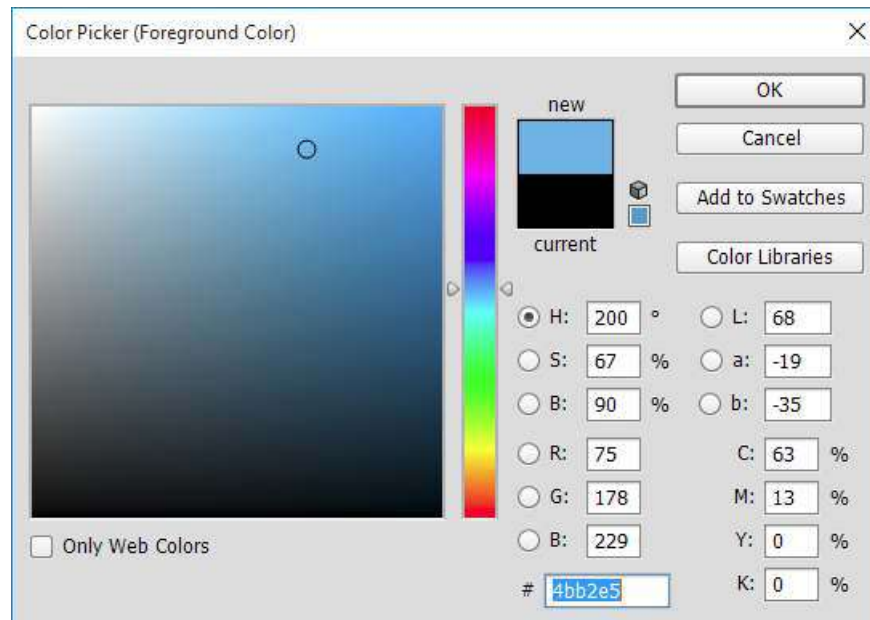 Color Picker (Foreground Color)
new
current
OK
Cancel
Add to Swatches
Color Libraries
H: 200 ° L: 68
S: 67 % a: -19
B: 90 % b: -35
R: 75 C: 63 %
G: 178 M: 13 %
B: 229 Y: 0 %
# 4bb2e5 K: 0 %
Only Web Colors